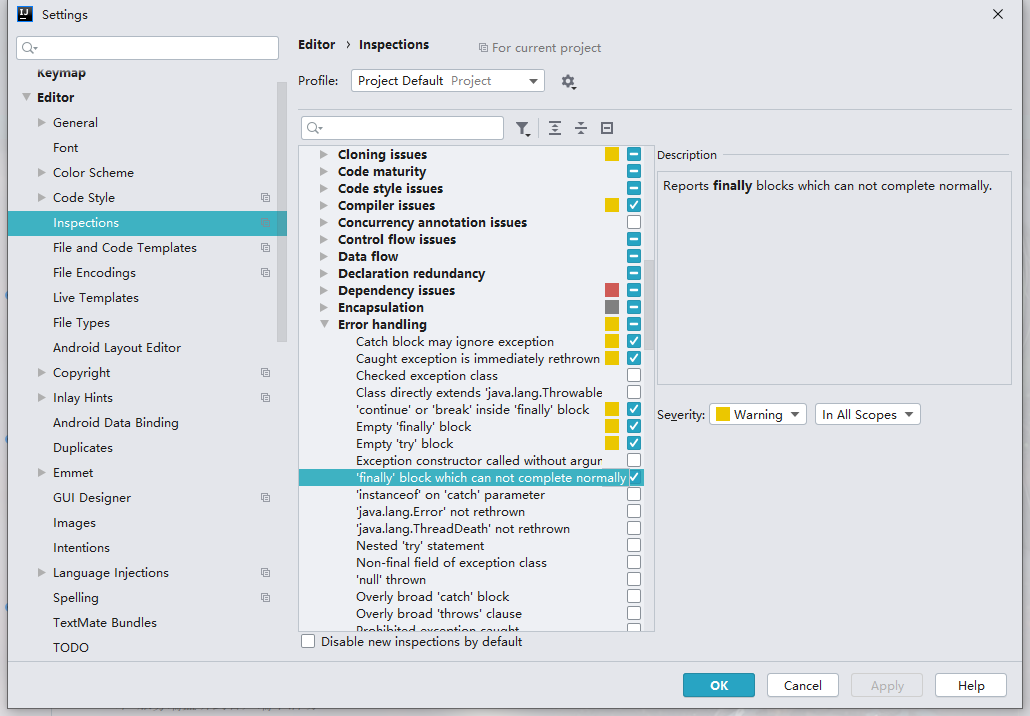 Settings
Editor › Inspections
For current project
Keymap
Editor
General
Font
Color Scheme
Code Style
Inspections
File and Code Templates
File Encodings
Live Templates
File Types
Android Layout Editor
Copyright
Inlay Hints
Android Data Binding
Duplicates
Emmet
GUI Designer
Images
Intentions
Language Injections
Spelling
TextMate Bundles
TODO
Profile: Project Default Project
Cloning issues
Code maturity
Code style issues
Compiler issues
Concurrency annotation issues
Control flow issues
Data flow
Declaration redundancy
Dependency issues
Encapsulation
Error handling
Catch block may ignore exception
Caught exception is immediately rethrown
Checked exception class
Class directly extends 'java.lang.Throwable
'continue' or 'break' inside 'finally' block
Empty 'finally' block
Empty 'try' block
Exception constructor called without argur
'finally' block which can not complete normally
'instanceof' on 'catch' parameter
'java.lang.Error' not rethrown
'java.lang.ThreadDeath' not rethrown
Nested 'try' statement
Non-final field of exception class
'null' thrown
Overly broad 'catch' block
Overly broad 'throws' clause
Prohibited exception caught
Disable new inspections by default
Description
Reports finally blocks which can not complete normally.
Severity: Warning In All Scopes
OK Cancel Apply Help